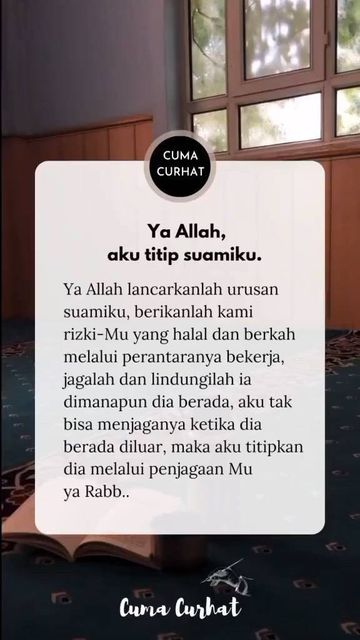 CUMA
CURHAT
Ya Allah,
aku titip suamiku.
Ya Allah lancarkanlah urusan
suamiku, berikanlah kami
rizki-Mu yang halal dan berkah
melalui perantaranya bekerja,
jagalah dan lindungilah ia
dimanapun dia berada, aku tak
bisa menjaganya ketika dia
berada diluar, maka aku titipkan
dia melalui penjagaan Mu
ya Rabb..
Cuma Curhat